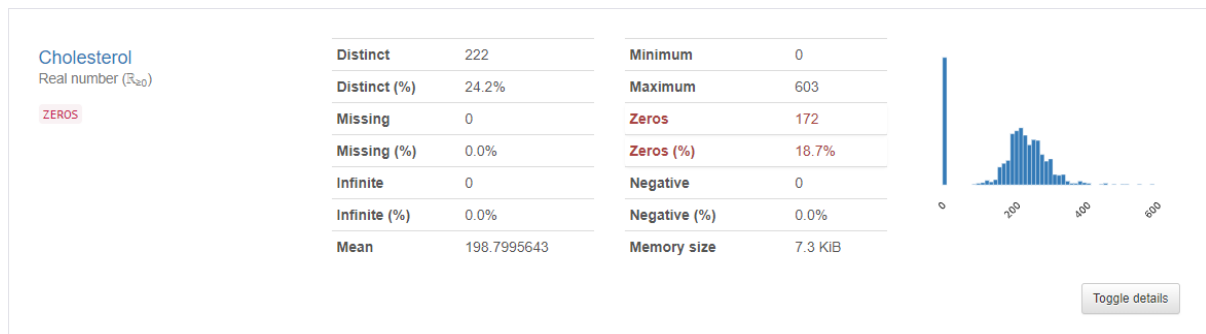 Cholesterol
Real number (ℝ≥0)
ZEROS
Distinct 222
Distinct (%) 24.2%
Missing 0
Missing (%) 0.0%
Infinite 0
Infinite (%) 0.0%
Mean 198.7995643
Minimum 0
Maximum 603
Zeros 172
Zeros (%) 18.7%
Negative 0
Negative (%) 0.0%
Memory size 7.3 KiB
0 200 400 600
Toggle details